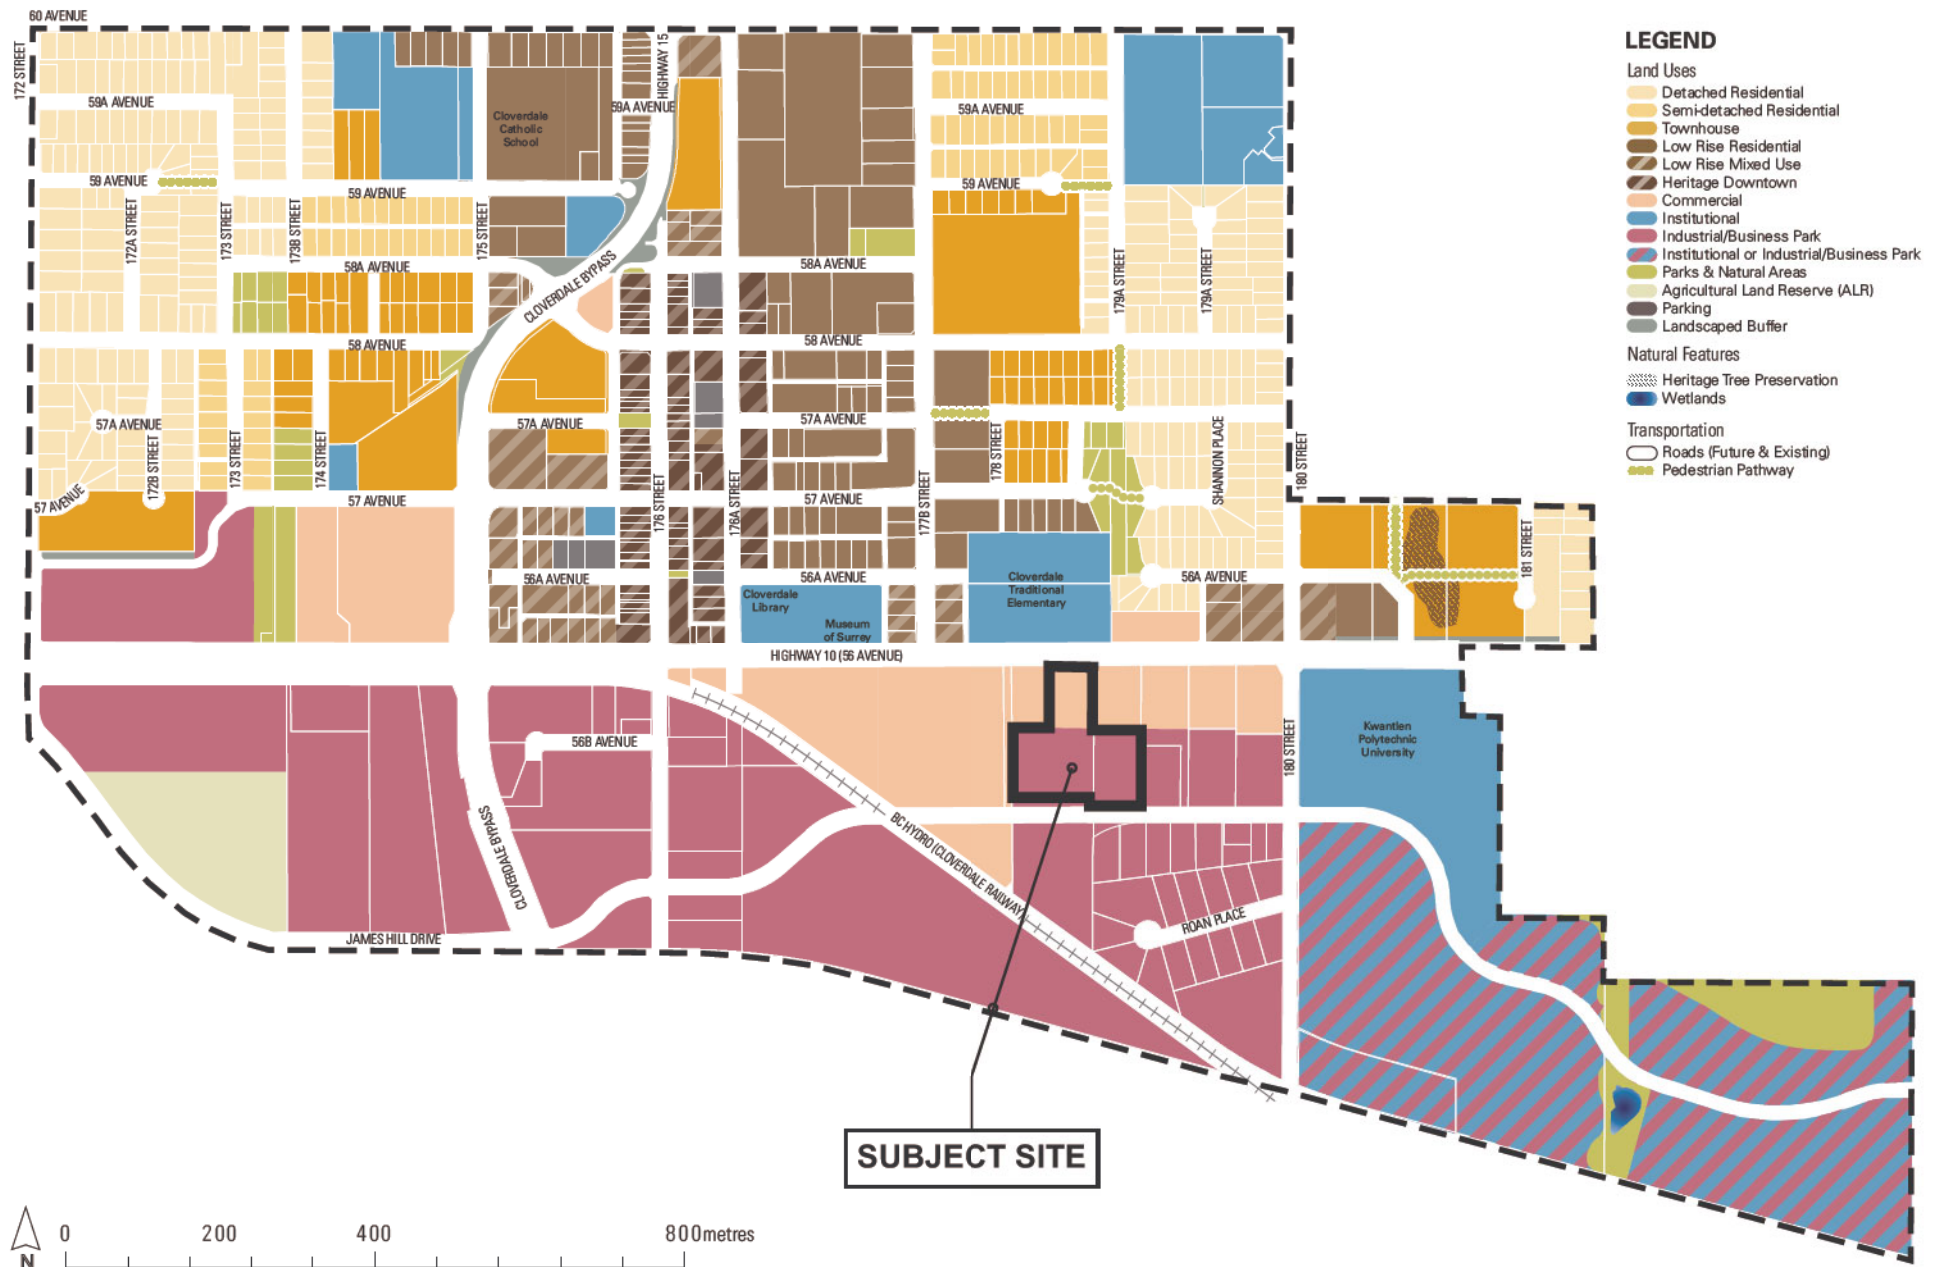 60 AVENUE
172 STREET
HIGHWAY 15
59A AVENUE
59A AVENUE
59A AVENUE
Cloverdale
Catholic
School
59 AVENUE
59 AVENUE
59 AVENUE
172A STREET
173 STREET
173B STREET
175 STREET
58A AVENUE
CLOVERDALE BYPASS
58A AVENUE
179A STREET
179A STREET
58 AVENUE
58 AVENUE
57A AVENUE
57A AVENUE
57A AVENUE
172B STREET
173 STREET
174 STREET
178 STREET
SHANNON PLACE
180 STREET
57 AVENUE
57 AVENUE
176 STREET
176A STREET
57 AVENUE
177B STREET
181 STREET
56A AVENUE
56A AVENUE
56A AVENUE
Cloverdale
Library
Museum
of Surrey
Cloverdale
Traditional
Elementary
HIGHWAY 10 (56 AVENUE)
56B AVENUE
180 STREET
Kwantlen
Polytechnic
University
CLOVERDALE BYPASS
BC HYDRO (CLOVERDALE RAILWAY)
ROAN PLACE
JAMES HILL DRIVE
SUBJECT SITE
LEGEND
Land Uses
Detached Residential
Semi-detached Residential
Townhouse
Low Rise Residential
Low Rise Mixed Use
Heritage Downtown
Commercial
Institutional
Industrial/Business Park
Institutional or Industrial/Business Park
Parks & Natural Areas
Agricultural Land Reserve (ALR)
Parking
Landscaped Buffer
Natural Features
Heritage Tree Preservation
Wetlands
Transportation
Roads (Future & Existing)
Pedestrian Pathway
N
0 200 400 800metres